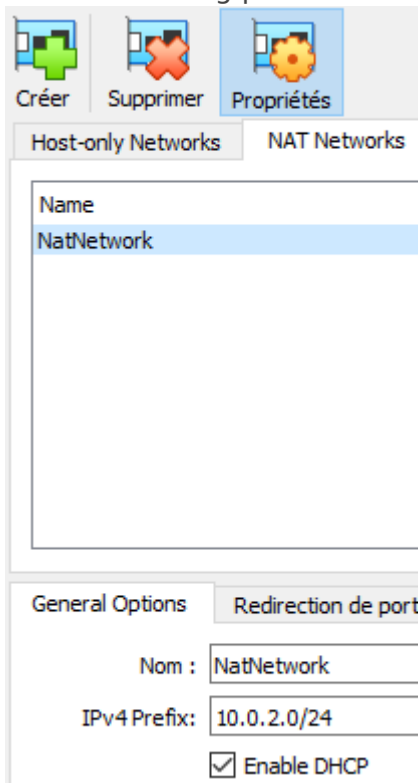 Créer Supprimer Propriétés
Host-only Networks NAT Networks
Name
NatNetwork
General Options Redirection de port
Nom : NatNetwork
IPv4 Prefix: 10.0.2.0/24
Enable DHCP